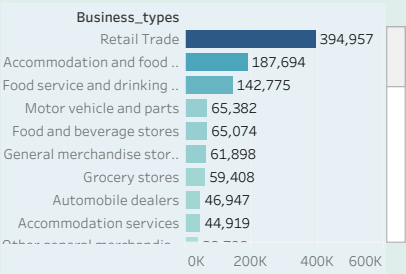 Business_types
Retail Trade 394,957
Accommodation and food .. 187,694
Food service and drinking .. 142,775
Motor vehicle and parts 65,382
Food and beverage stores 65,074
General merchandise stor.. 61,898
Grocery stores 59,408
Automobile dealers 46,947
Accommodation services 44,919
0K 200K 400K 600K